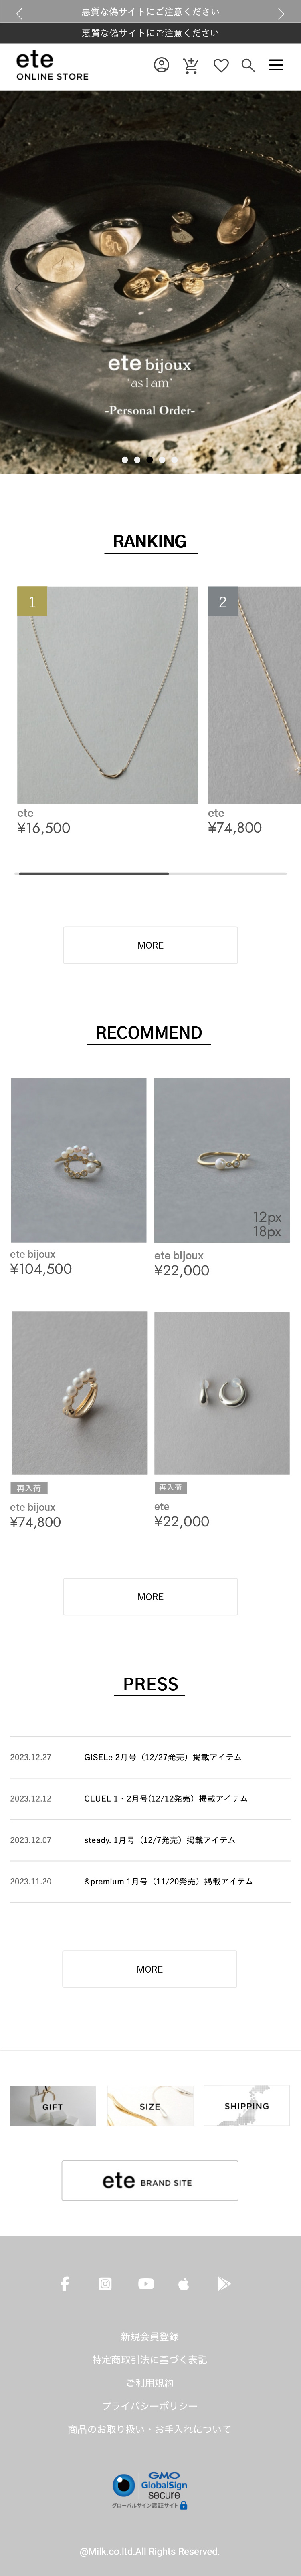 悪質な偽サイトにご注意ください
悪質な偽サイトにご注意ください
ete
ONLINE STORE
ete bijoux
'as I am'
-Personal Order-
RANKING
1
2
ete
¥16,500
ete
¥74,800
MORE
RECOMMEND
12px
18px
ete bijoux
¥104,500
ete bijoux
¥22,000
再入荷
ete bijoux
¥74,800
再入荷
ete
¥22,000
MORE
PRESS
2023.12.27 GISELe 2月号（12/27発売）掲載アイテム
2023.12.12 CLUEL 1・2月号(12/12発売）掲載アイテム
2023.12.07 steady. 1月号（12/7発売）掲載アイテム
2023.11.20 &premium 1月号（11/20発売）掲載アイテム
MORE
GIFT
SIZE
SHIPPING
ete BRAND SITE
新規会員登録
特定商取引法に基づく表記
ご利用規約
プライバシーポリシー
商品のお取り扱い・お手入れについて
GMO
GlobalSign
secure
グローバルサイン認証サイト
@Milk.co.ltd.All Rights Reserved.